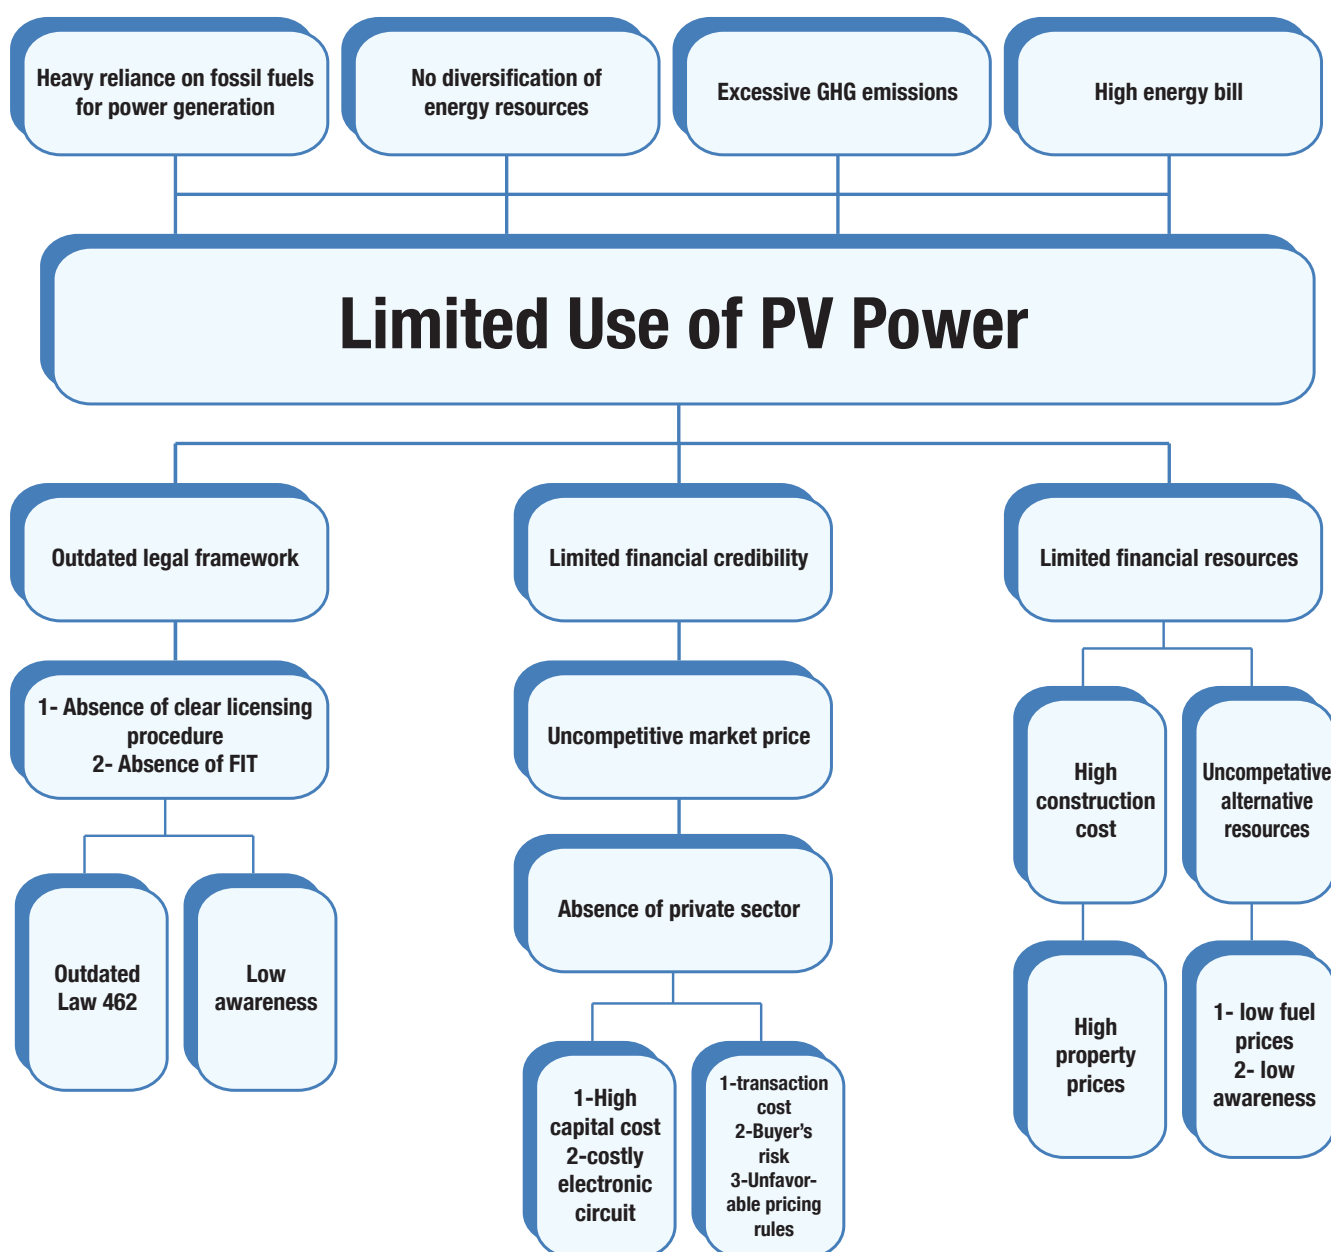 Heavy reliance on fossil fuels
for power generation
No diversification of
energy resources
Excessive GHG emissions
High energy bill
Limited Use of PV Power
Outdated legal framework
Limited financial credibility
Limited financial resources
1- Absence of clear licensing
procedure
2- Absence of FIT
Uncompetitive market price
High
construction
cost
Uncompetative
alternative
resources
Outdated
Law 462
Low
awareness
Absence of private sector
High
property
prices
1- low fuel
prices
2- low
awareness
1-High
capital cost
2-costly
electronic
circuit
1-transaction
cost
2-Buyer's
risk
3-Unfavor-
able pricing
rules